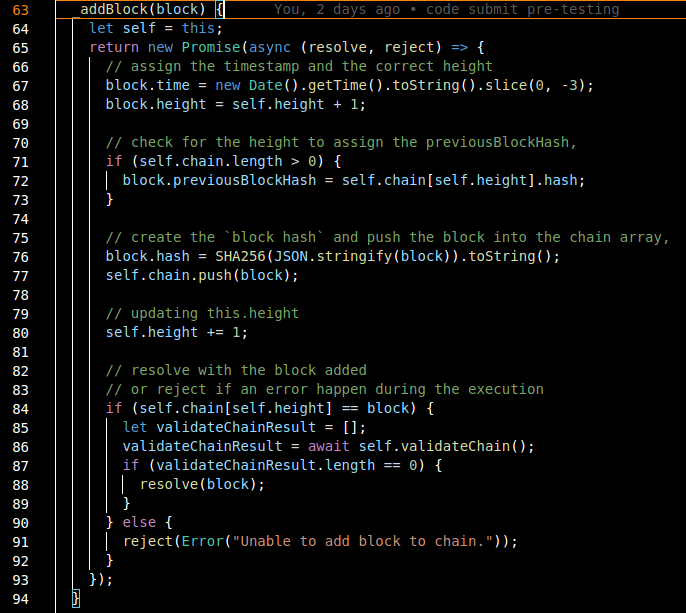 63 _addBlock(block) { You, 2 days ago • code submit pre-testing
64 let self = this;
65 return new Promise(async (resolve, reject) => {
66 // assign the timestamp and the correct height
67 block.time = new Date().getTime().toString().slice(0, -3);
68 block.height = self.height + 1;
69
70 // check for the height to assign the previousBlockHash,
71 if (self.chain.length > 0) {
72 block.previousBlockHash = self.chain[self.height].hash;
73 }
74
75 // create the `block hash` and push the block into the chain array,
76 block.hash = SHA256(JSON.stringify(block)).toString();
77 self.chain.push(block);
78
79 // updating this.height
80 self.height += 1;
81
82 // resolve with the block added
83 // or reject if an error happen during the execution
84 if (self.chain[self.height] == block) {
85 let validateChainResult = [];
86 validateChainResult = await self.validateChain();
87 if (validateChainResult.length == 0) {
88 resolve(block);
89 }
90 } else {
91 reject(Error("Unable to add block to chain."));
92 }
93 });
94 }